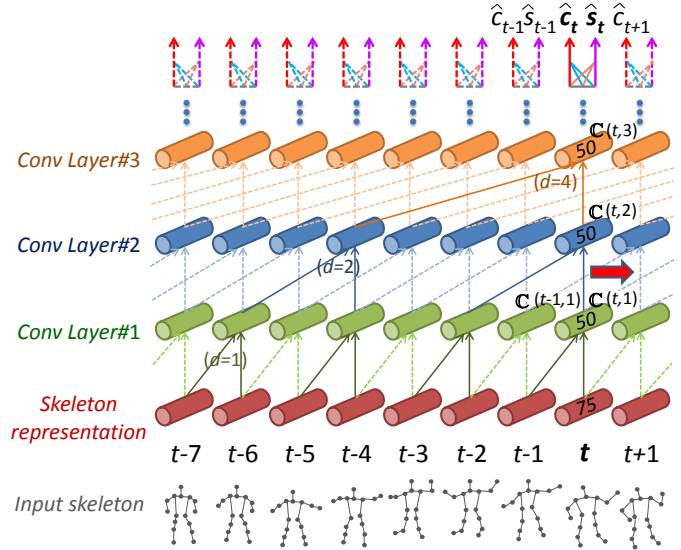 ĉt-1 ŝt-1 ĉt ŝt ĉt+1
Conv Layer#3
50
ℂ(t,3)
(d=4)
Conv Layer#2
50
ℂ(t,2)
(d=2)
ℂ(t-1,1) ℂ(t,1)
Conv Layer#1
50
(d=1)
Skeleton
representation
75
t-7 t-6 t-5 t-4 t-3 t-2 t-1 t t+1
Input skeleton